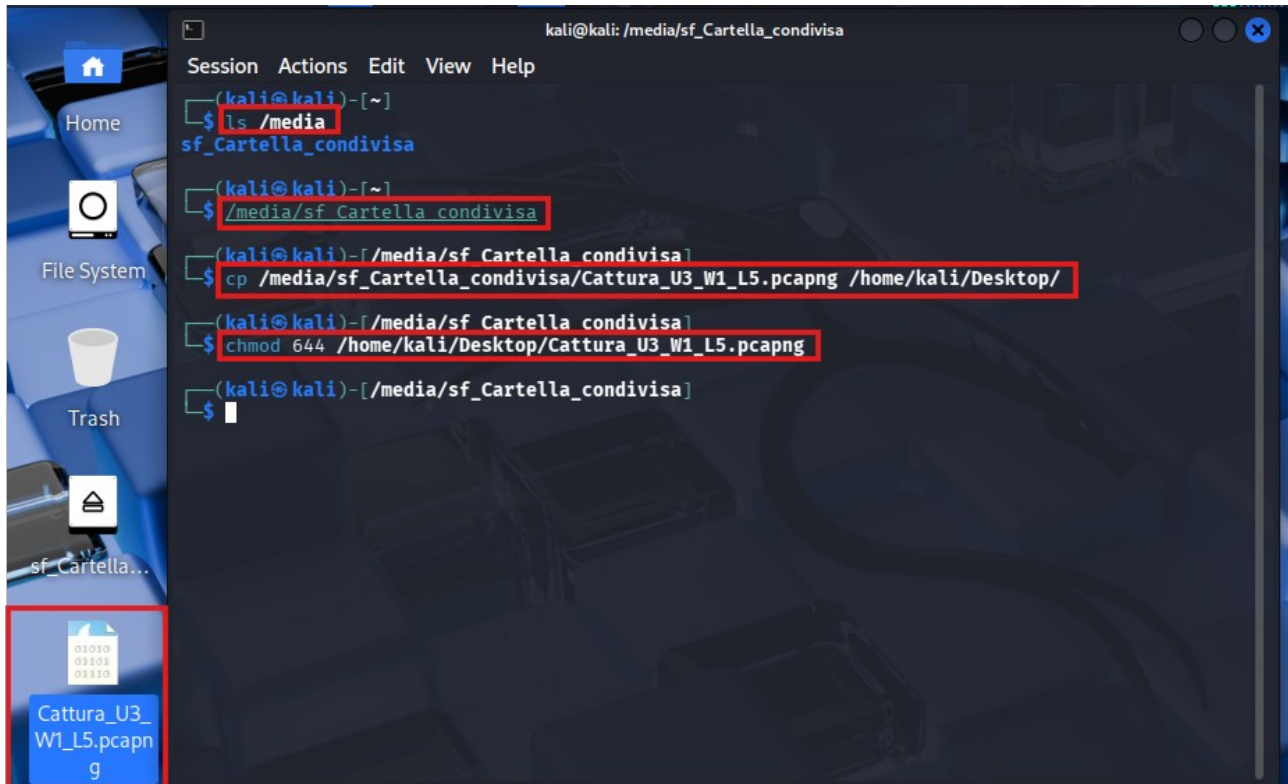 kali@kali: /media/sf_Cartella_condivisa
Session Actions Edit View Help
Home
File System
Trash
sf_Cartella...
01010
01101
01110
Cattura_U3_
W1_L5.pcapn
g
┌──(kali㉿kali)-[~]
└─$ ls /media
sf_Cartella_condivisa
┌──(kali㉿kali)-[~]
└─$ /media/sf_Cartella_condivisa
┌──(kali㉿kali)-[/media/sf_Cartella_condivisa]
└─$ cp /media/sf_Cartella_condivisa/Cattura_U3_W1_L5.pcapng /home/kali/Desktop/
┌──(kali㉿kali)-[/media/sf_Cartella_condivisa]
└─$ chmod 644 /home/kali/Desktop/Cattura_U3_W1_L5.pcapng
┌──(kali㉿kali)-[/media/sf_Cartella_condivisa]
└─$